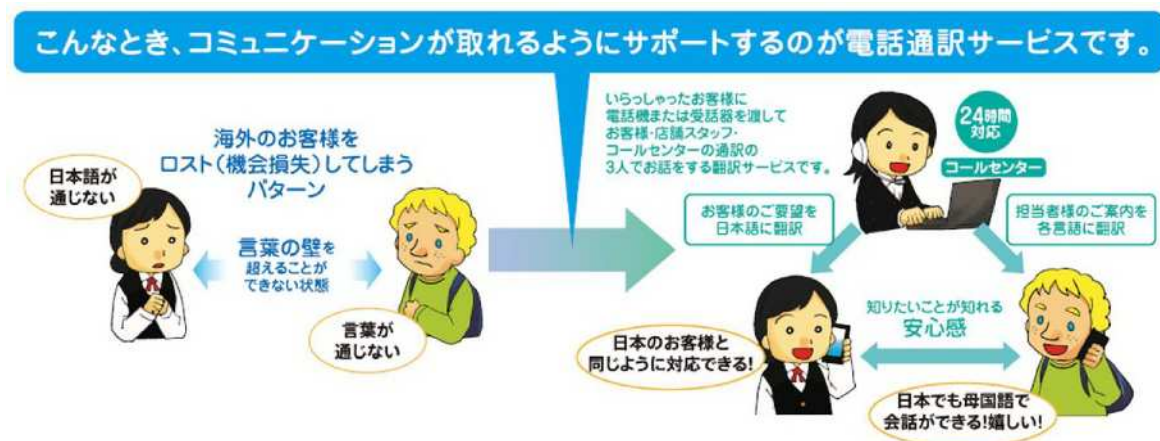 こんなとき、コミュニケーションが取れるようにサポートするのが電話通訳サービスです。
海外のお客様を
ロスト(機会損失)してしまう
パターン
日本語が
通じない
言葉の壁を
超えることが
できない状態
言葉が
通じない
いらっしゃったお客様に
電話機または受話器を渡して
お客様・店舗スタッフ・
コールセンターの通訳の
3人でお話をする翻訳サービスです。
24時間
対応
コールセンター
お客様のご要望を
日本語に翻訳
担当者様のご案内を
各言語に翻訳
知りたいことが知れる
安心感
日本のお客様と
同じように対応できる!
日本でも母国語で
会話ができる!嬉しい!